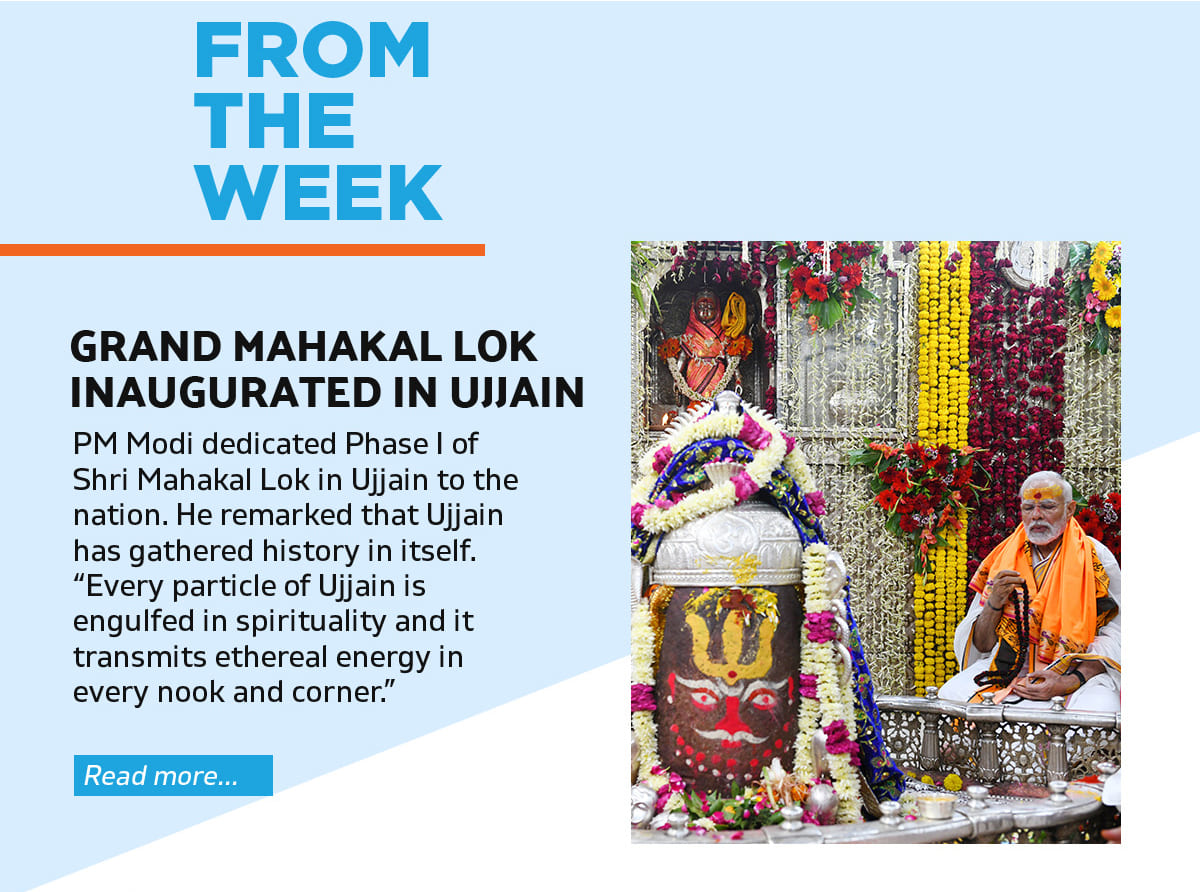 FROM
THE
WEEK
GRAND MAHAKAL LOK
INAUGURATED IN UJJAIN
PM Modi dedicated Phase I of
Shri Mahakal Lok in Ujjain to the
nation. He remarked that Ujjain
has gathered history in itself.
“Every particle of Ujjain is
engulfed in spirituality and it
transmits ethereal energy in
every nook and corner.”
Read more...